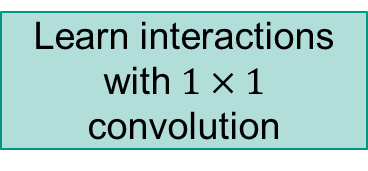 Learn interactions
with 1 × 1
convolution